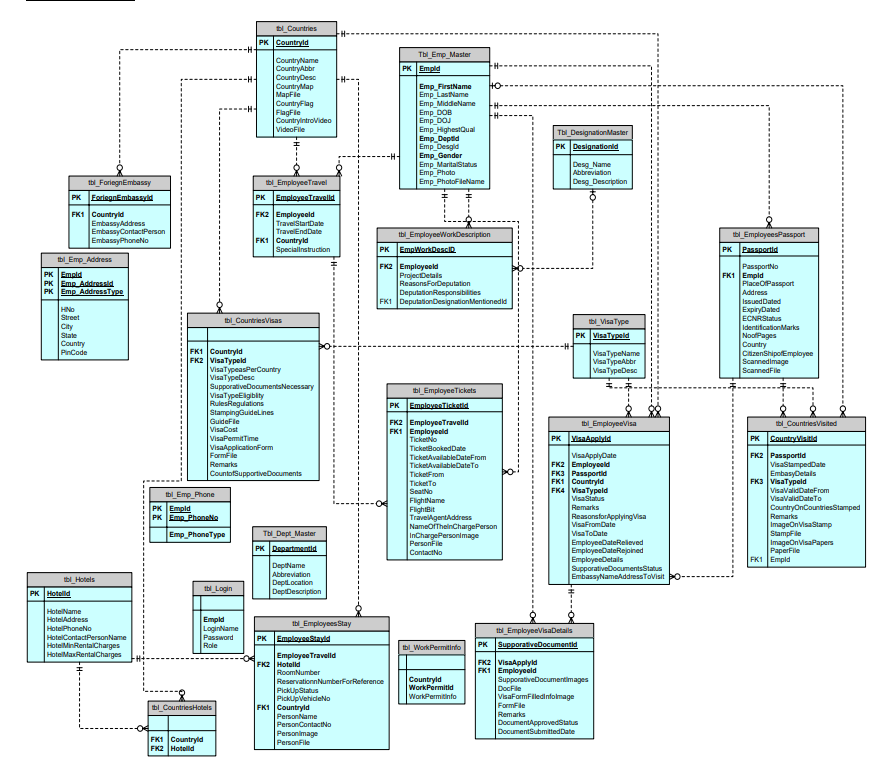 tbl_Countries
PK CountryId
CountryName
CountryAbbr
CountryDesc
CountryMap
MapFile
CountryFlag
FlagFile
CountryIntroVideo
VideoFile
Tbl_Emp_Master
PK EmpId
Emp_FirstName
Emp_LastName
Emp_MiddleName
Emp_DOB
Emp_DOJ
Emp_HighestQual
Emp_DeptId
Emp_DesgId
Emp_Gender
Emp_MaritalStatus
Emp_Photo
Emp_PhotoFileName
Tbl_DesignationMaster
PK DesignationId
Desg_Name
Abbreviation
Desg_Description
tbl_ForiegnEmbassy
PK ForiegnEmbassyId
FK1 CountryId
EmbassyAddress
EmbassyContactPerson
EmbassyPhoneNo
tbl_EmployeeTravel
PK EmployeeTravelId
FK2 EmployeeId
TravelStartDate
TravelEndDate
FK1 CountryId
SpecialInstruction
tbl_EmployeeWorkDescription
PK EmpWorkDescID
FK2 EmployeeId
ProjectDetails
ReasonsForDeputation
DeputationResponsibilities
FK1 DeputationDesignationMentionedId
tbl_EmployeesPassport
PK PassportId
PassportNo
FK1 EmpId
PlaceOfPassport
Address
IssuedDated
ExpiryDated
ECNRStatus
IdentificationMarks
NoofPages
Country
CitizenShipofEmployee
ScannedImage
ScannedFile
tbl_Emp_Address
PK EmpId
PK Emp_AddressId
PK Emp_AddressType
HNo
Street
City
State
Country
PinCode
tbl_CountriesVisas
FK1 CountryId
FK2 VisaTypeId
VisaTypeasPerCountry
VisaTypeDesc
SupporativeDocumentsNecessary
VisaTypeEligiblity
RulesRegulations
StampingGuideLines
GuideFile
VisaCost
VisaPermitTime
VisaApplicationForm
FormFile
Remarks
CountofSupportiveDocuments
tbl_VisaType
PK VisaTypeId
VisaTypeName
VisaTypeAbbr
VisaTypeDesc
tbl_EmployeeTickets
PK EmployeeTicketId
FK2 EmployeeTravelId
FK1 EmployeeId
TicketNo
TicketBookedDate
TicketAvailableDateFrom
TicketAvailableDateTo
TicketFrom
TicketTo
SeatNo
FlightName
FlightBit
TravelAgentAddress
NameOfTheInChargePerson
InChargePersonImage
PersonFile
ContactNo
tbl_EmployeeVisa
PK VisaApplyId
VisaApplyDate
FK2 EmployeeId
FK3 PassportId
FK1 CountryId
FK4 VisaTypeId
VisaStatus
Remarks
ReasonsforApplyingVisa
VisaFromDate
VisaToDate
EmployeeDateRelieved
EmployeeDateRejoined
EmployeeDetails
SupporativeDocumentsStatus
EmbassyNameAddressToVisit
tbl_CountriesVisited
PK CountryVisitId
FK2 PassportId
VisaStampedDate
EmbasyDetails
FK3 VisaTypeId
VisaValidDateFrom
VisaValidDateTo
CountryOnCountriesStamped
Remarks
ImageOnVisaStamp
StampFile
ImageOnVisaPapers
PaperFile
FK1 EmpId
tbl_Emp_Phone
PK EmpId
PK Emp_PhoneNo
Emp_PhoneType
Tbl_Dept_Master
PK DepartmentId
DeptName
Abbreviation
DeptLocation
DeptDescription
tbl_Hotels
PK HotelId
HotelName
HotelAddress
HotelPhoneNo
HotelContactPersonName
HotelMinRentalCharges
HotelMaxRentalCharges
tbl_Login
EmpId
LoginName
Password
Role
tbl_EmployeesStay
PK EmployeeStayId
EmployeeTravelId
FK2 HotelId
RoomNumber
ReservationnNumberForReference
PickUpStatus
PickUpVehicleNo
FK1 CountryId
PersonName
PersonContactNo
PersonImage
PersonFile
tbl_WorkPermitInfo
CountryId
WorkPermitId
WorkPermitInfo
tbl_EmployeeVisaDetails
PK SupporativeDocumentId
FK2 VisaApplyId
FK1 EmployeeId
SupporativeDocumentImages
DocFile
VisaFormFilledInfoImage
FormFile
Remarks
DocumentApprovedStatus
DocumentSubmittedDate
tbl_CountriesHotels
FK1 CountryId
FK2 HotelId